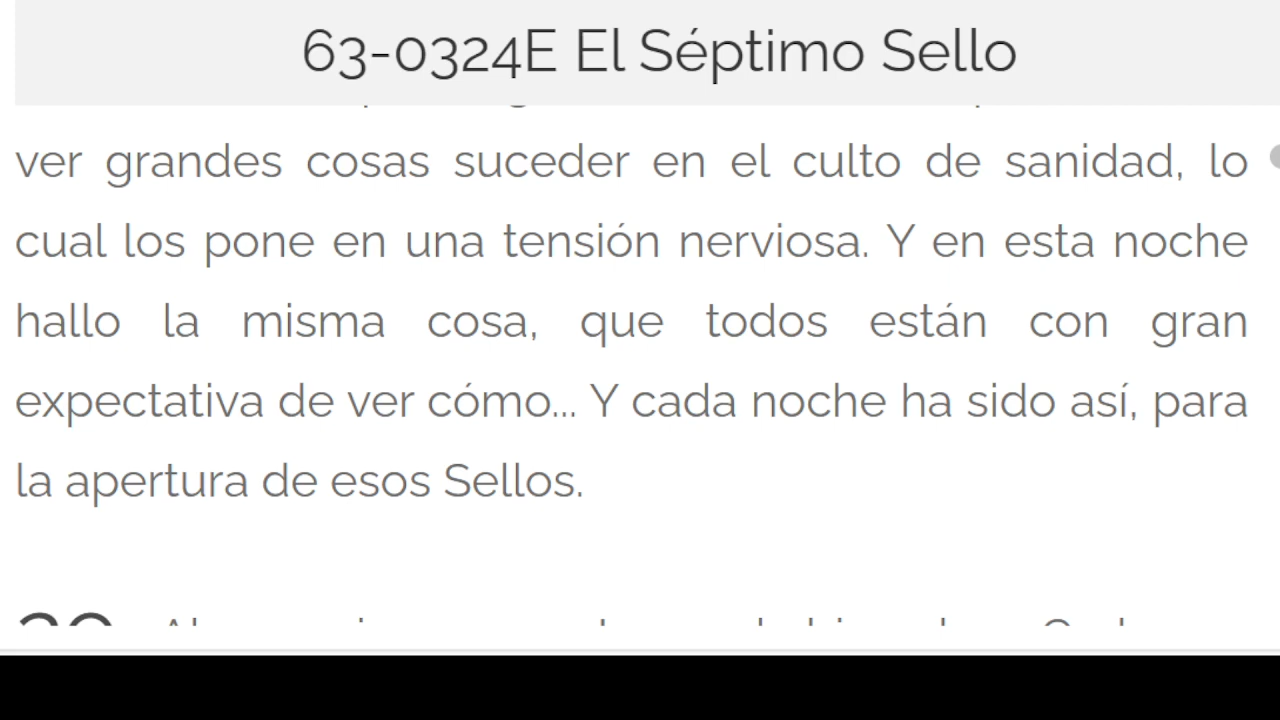 63-0324E El Séptimo Sello
ver grandes cosas suceder en el culto de sanidad, lo
cual los pone en una tensión nerviosa. Y en esta noche
hallo la misma cosa, que todos están con gran
expectativa de ver cómo... Y cada noche ha sido así, para
la apertura de esos Sellos.